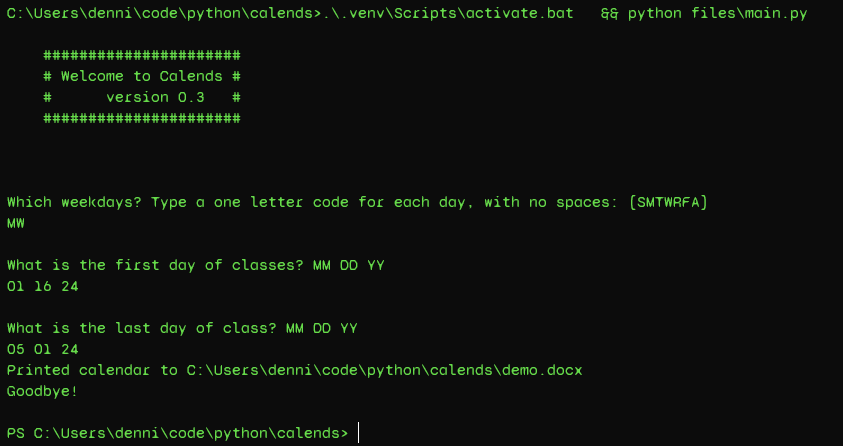 C:\Users\denni\code\python\calends>.\.venv\Scripts\activate.bat   && python files\main.py
######################
# Welcome to Calends #
#      version 0.3   #
######################
Which weekdays? Type a one letter code for each day, with no spaces: [SMTWRFA]
MW
What is the first day of classes? MM DD YY
01 16 24
What is the last day of class? MM DD YY
05 01 24
Printed calendar to C:\Users\denni\code\python\calends\demo.docx
Goodbye!
PS C:\Users\denni\code\python\calends>